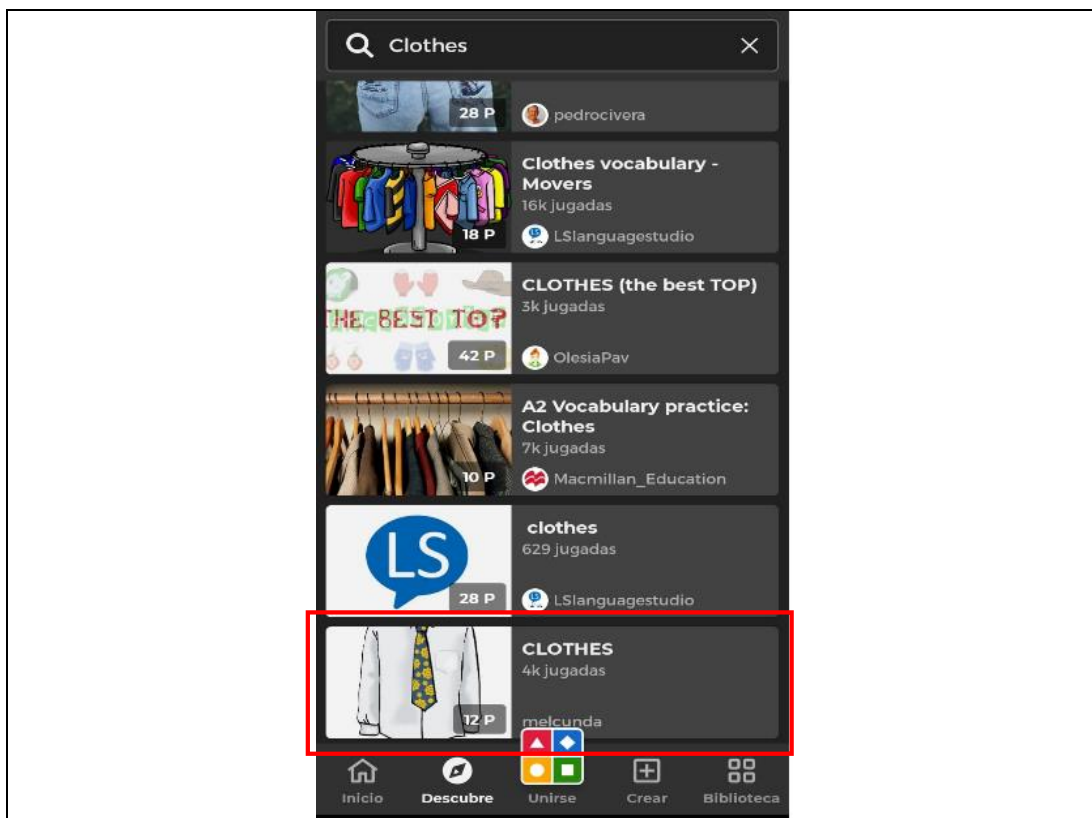 Clothes
28 P
pedrocivera
Clothes vocabulary -
Movers
16k jugadas
18 P
LSlanguagestudio
CLOTHES (the best TOP)
3k jugadas
THE BEST TOP?
42 P
OlesiaPav
A2 Vocabulary practice:
Clothes
7k jugadas
10 P
Macmillan_Education
clothes
629 jugadas
LS
28 P
LSlanguagestudio
CLOTHES
4k jugadas
12 P
melcunda
Inicio
Descubre
Unirse
Crear
Biblioteca